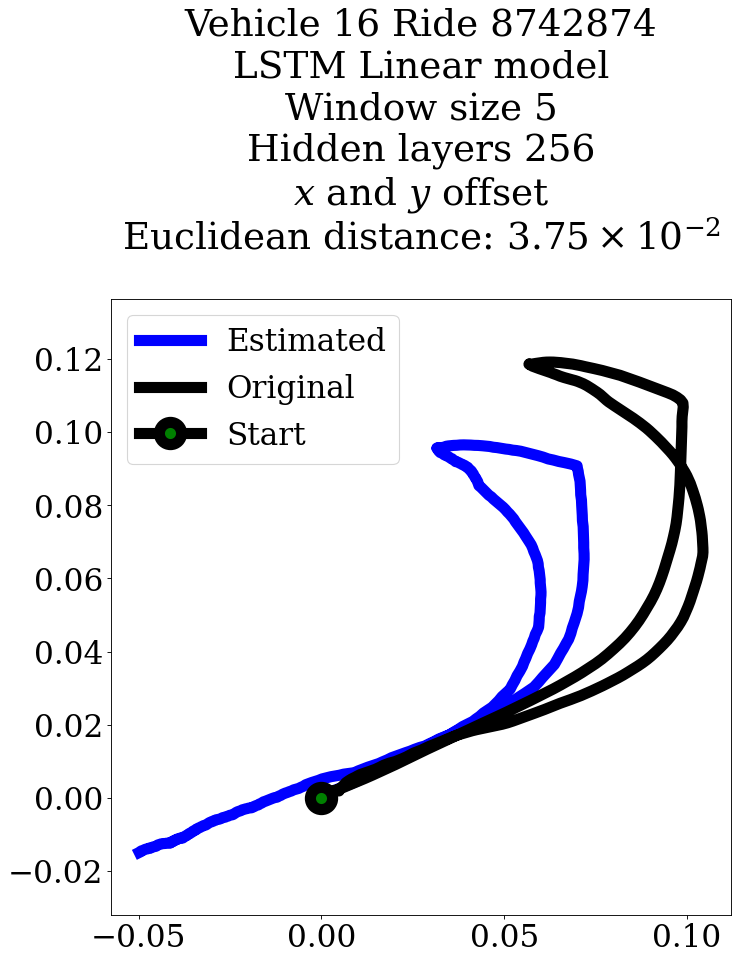 Vehicle 16 Ride 8742874
LSTM Linear model
Window size 5
Hidden layers 256
x and y offset
Euclidean distance: 3.75 × 10⁻²
Estimated
Original
Start
0.12
0.10
0.08
0.06
0.04
0.02
0.00
−0.02
−0.05 0.00 0.05 0.10